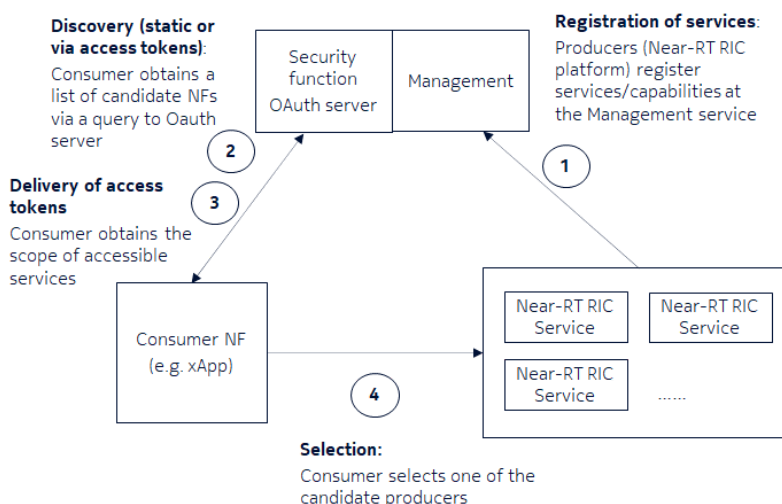 Discovery (static or
via access tokens):
Consumer obtains a
list of candidate NFs
via a query to Oauth
server
Security
function
OAuth server
Management
Registration of services:
Producers (Near-RT RIC
platform) register
services/capabilities at
the Management service
2
1
Delivery of access
tokens
3
Consumer obtains the
scope of accessible
services
Consumer NF
(e.g. xApp)
Near-RT RIC
Service
Near-RT RIC
Service
Near-RT RIC
Service
......
4
Selection:
Consumer selects one of the
candidate producers